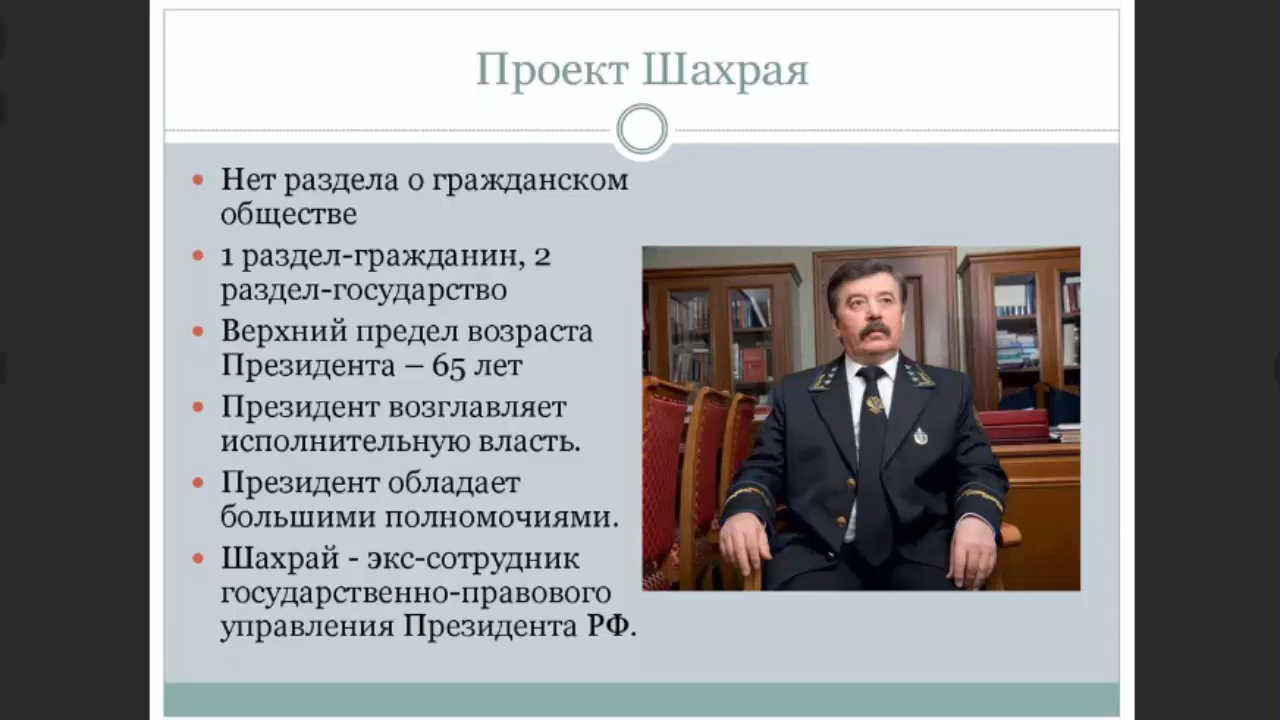 Проект Шахрая
• Нет раздела о гражданском
обществе
• 1 раздел-гражданин, 2
раздел-государство
• Верхний предел возраста
Президента – 65 лет
• Президент возглавляет
исполнительную власть.
• Президент обладает
большими полномочиями.
• Шахрай - экс-сотрудник
государственно-правового
управления Президента РФ.